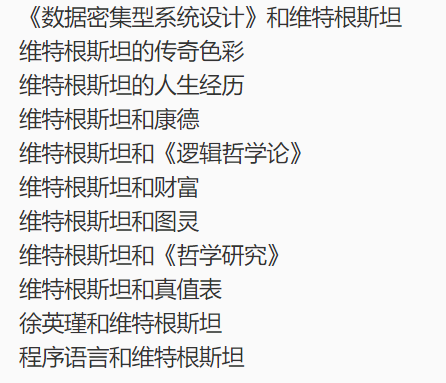 《数据密集型系统设计》和维特根斯坦
维特根斯坦的传奇色彩
维特根斯坦的人生经历
维特根斯坦和康德
维特根斯坦和《逻辑哲学论》
维特根斯坦和财富
维特根斯坦和图灵
维特根斯坦和《哲学研究》
维特根斯坦和真值表
徐英瑾和维特根斯坦
程序语言和维特根斯坦